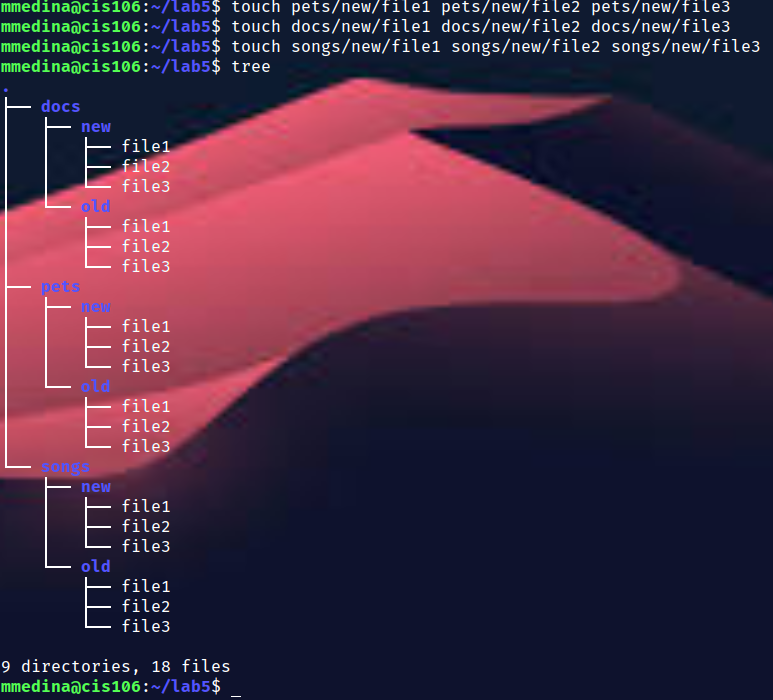 mmedina@cis106:~/lab5$ touch pets/new/file1 pets/new/file2 pets/new/file3
mmedina@cis106:~/lab5$ touch docs/new/file1 docs/new/file2 docs/new/file3
mmedina@cis106:~/lab5$ touch songs/new/file1 songs/new/file2 songs/new/file3
mmedina@cis106:~/lab5$ tree
.
├── docs
│   ├── new
│   │   ├── file1
│   │   ├── file2
│   │   └── file3
│   └── old
│       ├── file1
│       ├── file2
│       └── file3
├── pets
│   ├── new
│   │   ├── file1
│   │   ├── file2
│   │   └── file3
│   └── old
│       ├── file1
│       ├── file2
│       └── file3
└── songs
    ├── new
    │   ├── file1
    │   ├── file2
    │   └── file3
    └── old
        ├── file1
        ├── file2
        └── file3
9 directories, 18 files
mmedina@cis106:~/lab5$ _